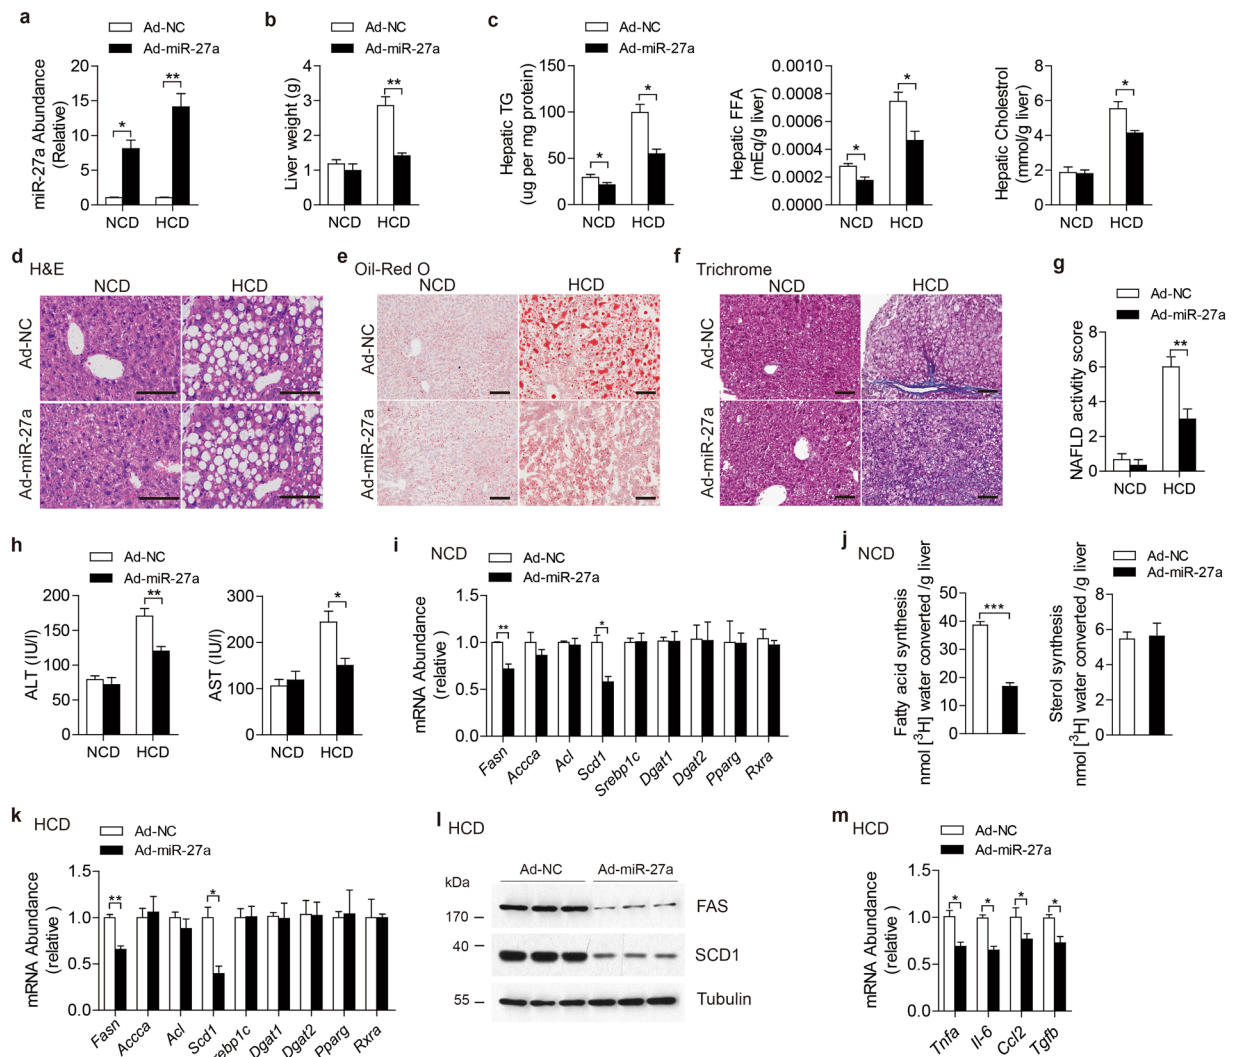 a
Ad-NC
Ad-miR-27a
miR-27a Abundance
(Relative)
20
15
10
5
0
*
**
NCD HCD
b
Ad-NC
Ad-miR-27a
Liver weight (g)
4
3
2
1
0
**
NCD HCD
c
Ad-NC
Ad-miR-27a
Hepatic TG
(ug per mg protein)
150
100
50
0
*
*
NCD HCD
Hepatic FFA
(mEq/g liver)
0.0010
0.0008
0.0006
0.0004
0.0002
0.0000
*
*
NCD HCD
Hepatic Cholestrol
(mmol/g liver)
8
6
4
2
0
*
NCD HCD
d
H&E
NCD HCD
Ad-NC
Ad-miR-27a
e
Oil-Red O
NCD HCD
Ad-NC
Ad-miR-27a
f
Trichrome
NCD HCD
Ad-NC
Ad-miR-27a
g
Ad-NC
Ad-miR-27a
NAFLD activity score
8
6
4
2
0
**
NCD HCD
h
Ad-NC
Ad-miR-27a
ALT (IU/l)
200
150
100
50
0
**
NCD HCD
AST (IU/l)
300
200
100
0
*
NCD HCD
i
NCD
Ad-NC
Ad-miR-27a
mRNA Abundance
(relative )
1.5
1.0
0.5
0.0
**
*
Fasn Accca Acl Scd1 Srebp1c Dgat1 Dgat2 Pparg Rxra
j
NCD
Ad-NC
Ad-miR-27a
Fatty acid synthesis
nmol [³H] water converted /g liver
50
40
30
20
10
0
***
Sterol synthesis
nmol [³H] water converted /g liver
8
6
4
2
0
k
HCD
Ad-NC
Ad-miR-27a
mRNA Abundance
(relative )
1.5
1.0
0.5
0.0
**
*
Fasn Accca Acl Scd1 rebp1c Dgat1 Dgat2 Pparg Rxra
l
HCD
Ad-NC Ad-miR-27a
kDa
170
FAS
40
SCD1
55
Tubulin
m
HCD
Ad-NC
Ad-miR-27a
mRNA Abundance
(relative)
1.5
1.0
0.5
0.0
*
*
*
*
Tnfa Il-6 Ccl2 Tgfb